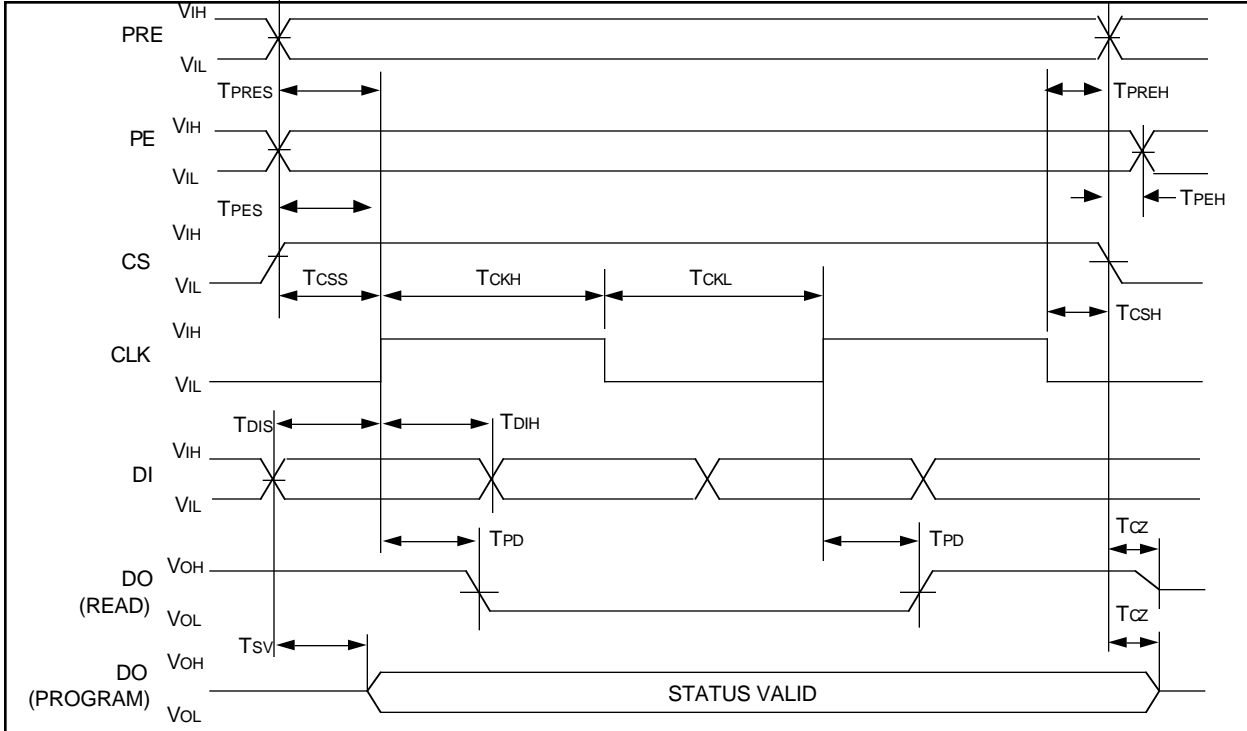 VIH
PRE
VIL
TPRES
TPREH
VIH
PE
VIL
TPES
TPEH
VIH
CS
VIL
TCSS
TCKH
TCKL
TCSH
VIH
CLK
VIL
TDIS
TDIH
VIH
DI
VIL
TPD
TPD
TCZ
VOH
DO
(READ)
VOL
TCZ
TSV
VOH
DO
(PROGRAM)
STATUS VALID
VOL